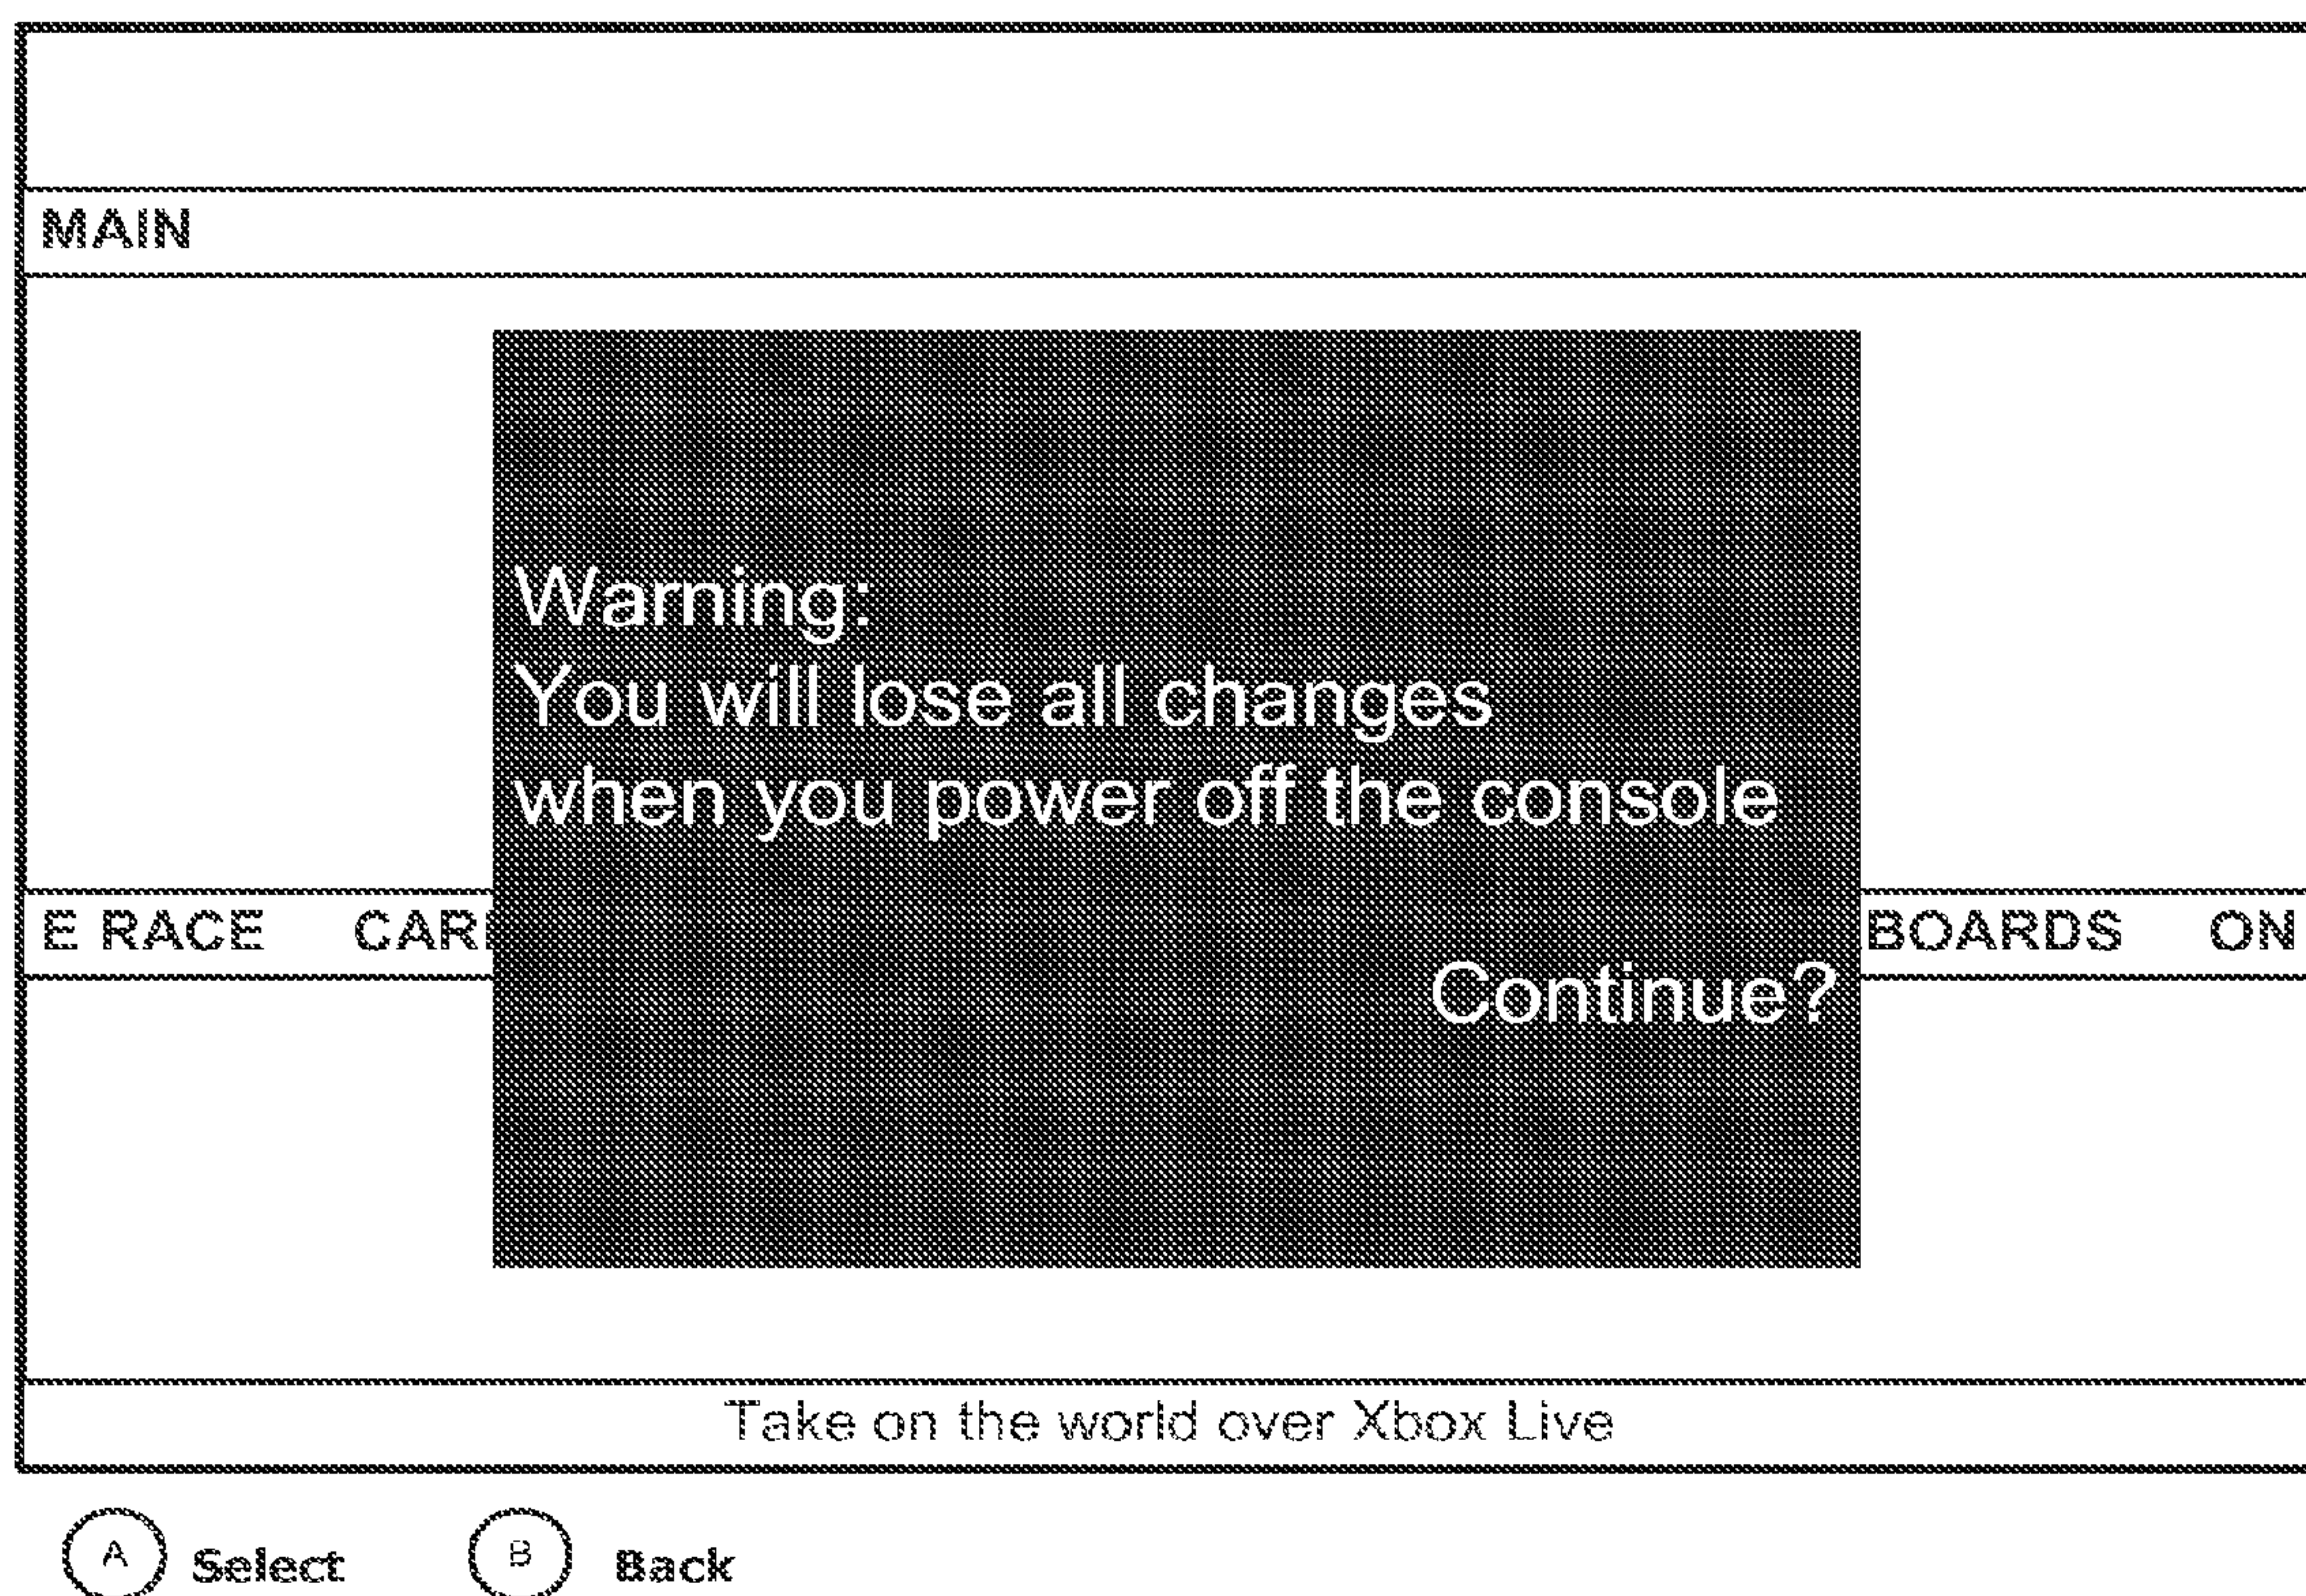 MAIN
Warning:
You will lose all changes
when you power off the console
E RACE CAR BOARDS ON
Continue?
Take on the world over Xbox Live
A Select B Back